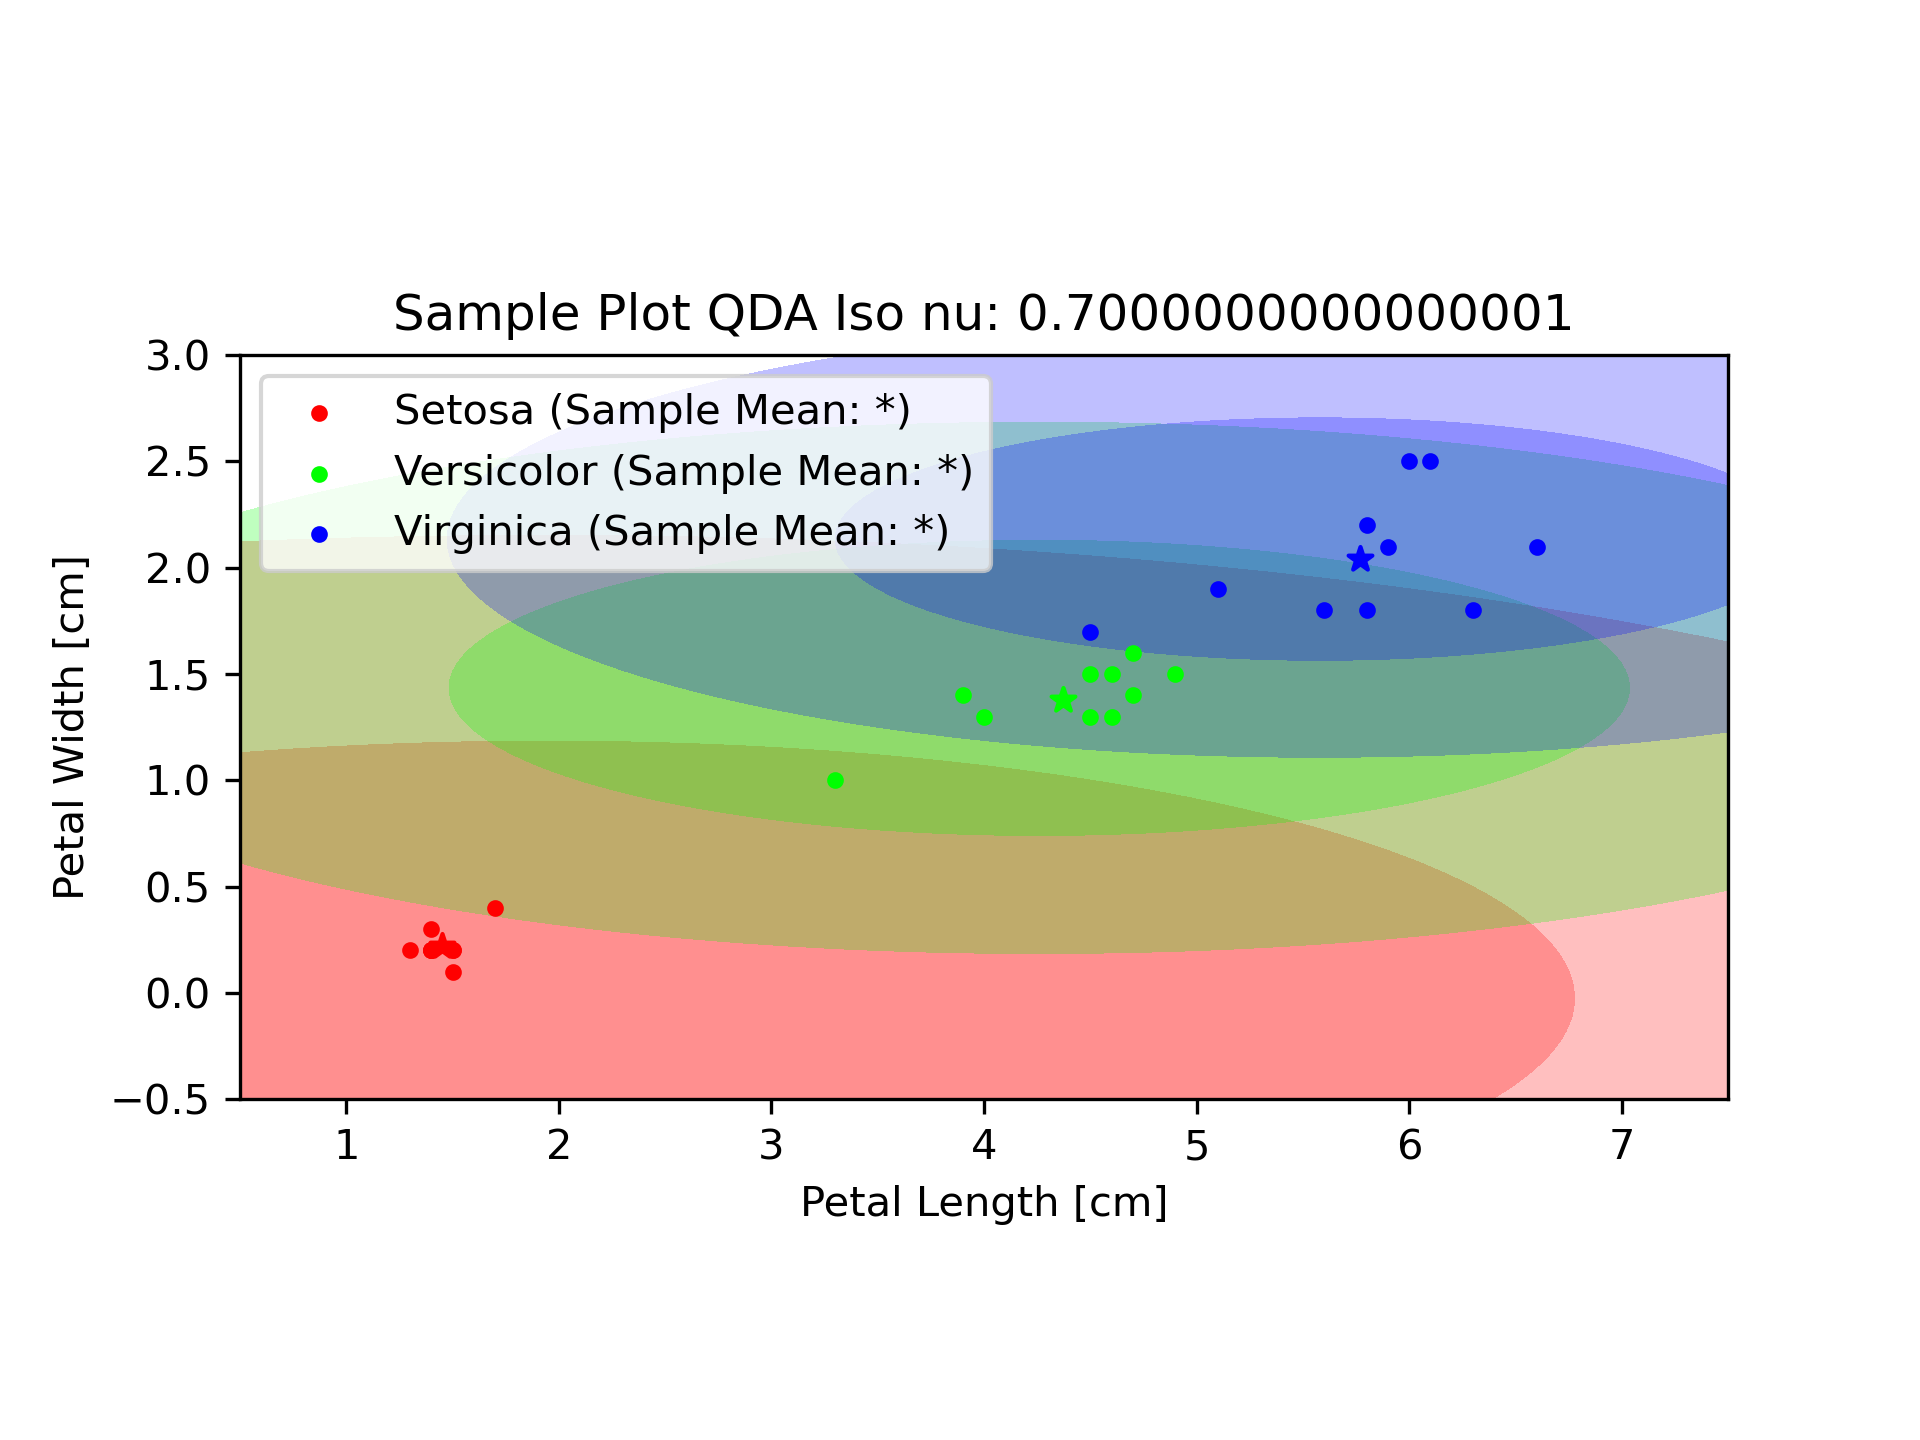 Sample Plot QDA Iso nu: 0.7000000000000001
3.0
2.5
2.0
1.5
1.0
0.5
0.0
−0.5
Petal Width [cm]
Setosa (Sample Mean: *)
Versicolor (Sample Mean: *)
Virginica (Sample Mean: *)
1 2 3 4 5 6 7
Petal Length [cm]